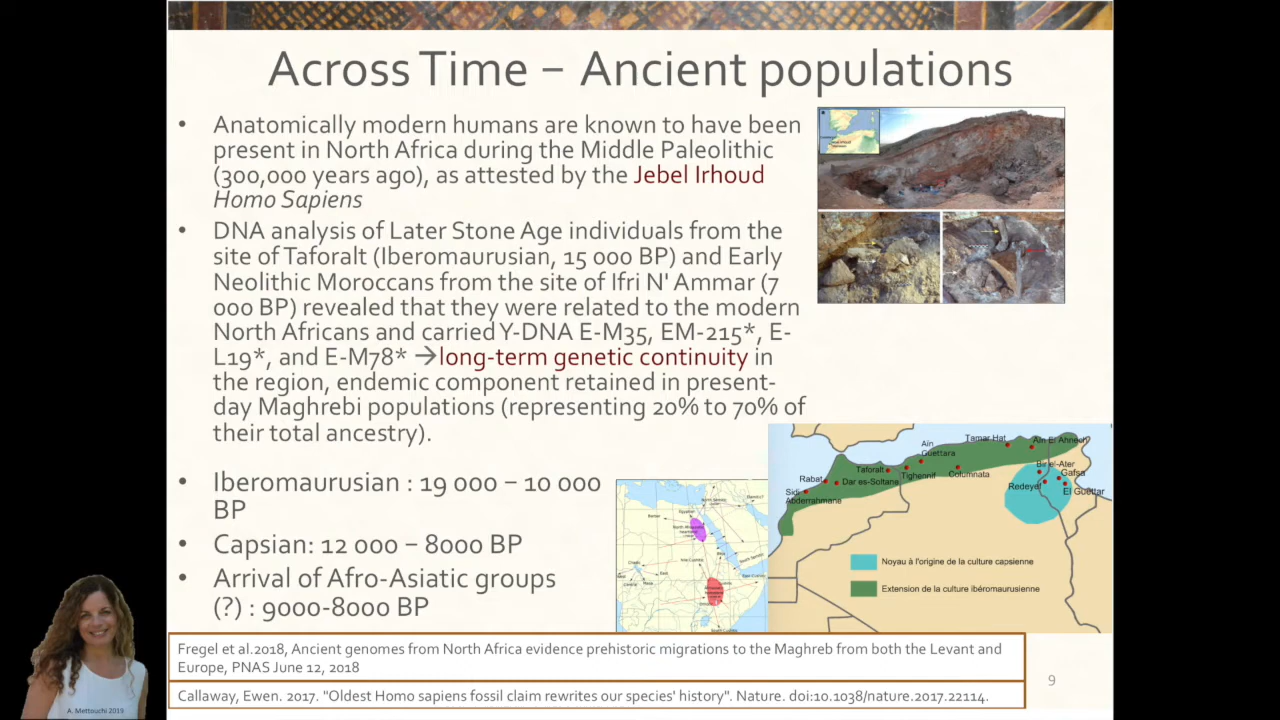 Across Time – Ancient populations
• Anatomically modern humans are known to have been
present in North Africa during the Middle Paleolithic
(300,000 years ago), as attested by the Jebel Irhoud
Homo Sapiens
• DNA analysis of Later Stone Age individuals from the
site of Taforalt (Iberomaurusian, 15 000 BP) and Early
Neolithic Moroccans from the site of Ifri N' Ammar (7
000 BP) revealed that they were related to the modern
North Africans and carried Y-DNA E-M35, EM-215*, E-
L19*, and E-M78* → long-term genetic continuity in
the region, endemic component retained in present-
day Maghrebi populations (representing 20% to 70% of
their total ancestry).
• Iberomaurusian : 19 000 – 10 000
BP
• Capsian: 12 000 – 8000 BP
• Arrival of Afro-Asiatic groups
(?) : 9000-8000 BP
Tamar Hat
Aïn El Ahnech
Aïn
Guettara
Taforalt
Tighennif
Columnata
Bir el-Ater
Gafsa
Rabat
Dar es-Soltane
Redeyef
El Guettar
Sidi
Abderrahmane
Noyau à l'origine de la culture capsienne
Extension de la culture ibéromaurusienne
Egyptian
Berber
Fregel et al.2018, Ancient genomes from North Africa evidence prehistoric migrations to the Maghreb from both the Levant and
Europe, PNAS June 12, 2018
Callaway, Ewen. 2017. "Oldest Homo sapiens fossil claim rewrites our species' history". Nature. doi:10.1038/nature.2017.22114.
9
A. Mettouchi 2019